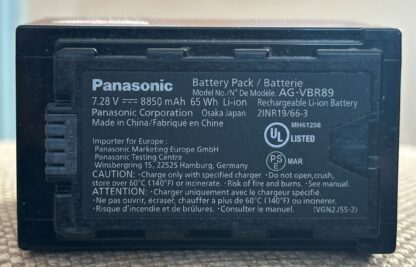 Panasonic
Battery Pack / Batterie
Model No./N° De Modèle. AG-VBR89
7.28 V ⎓ 8850 mAh 65 Wh Li-ion
Rechargeable Li-ion Battery
Panasonic Corporation Osaka Japan
2INR19/66-3
Made in China/Fabriqué en Chine
MH61208
UL
LISTED
Importer for Europe :
Panasonic Marketing Europe GmbH
Panasonic Testing Centre
Winsbergring 15, 22525 Hamburg, Germany
PS
E
MAR
CAUTION: •Charge only with specified charger. •Do not open,crush,
store over 60°C (140°F) or incinerate. •Risk of fire and burns. •See manual.
ATTENTION: •Charger uniquement avec le chargeur spécifié.
•Ne pas ouvrir, écraser, chauffer à plus de 60°C (140°F) ou incinérer.
•Risque d'incendie et de brûlures. •Consulter le manuel. (VGN2J55-2)